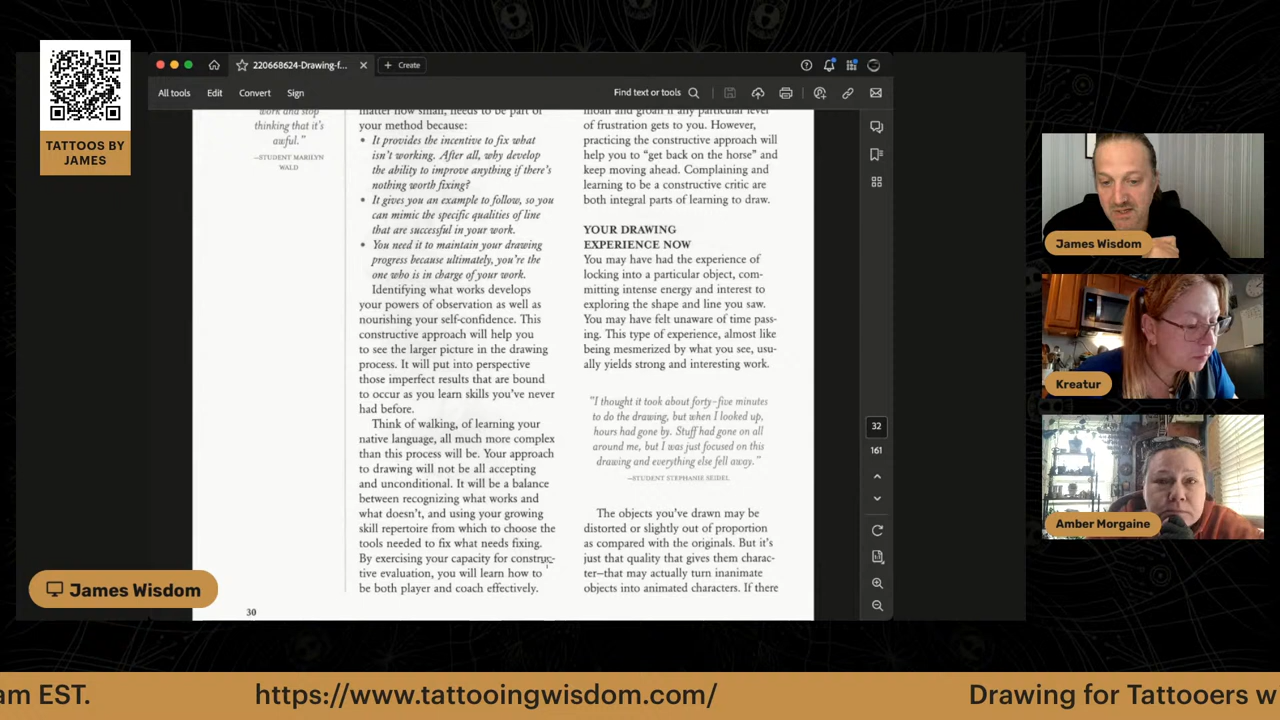 TATTOOS BY
JAMES
220668624-Drawing-f...
Create
All tools
Edit
Convert
Sign
Find text or tools
work and stop
thinking that it's
awful."
—STUDENT MARILYN
WALD
matter how small, needs to be part of
your method because:
• It provides the incentive to fix what
isn't working. After all, why develop
the ability to improve anything if there's
nothing worth fixing?
• It gives you an example to follow, so you
can mimic the specific qualities of line
that are successful in your work.
• You need it to maintain your drawing
progress because ultimately, you're the
one who is in charge of your work.
Identifying what works develops
your powers of observation as well as
nourishing your self-confidence. This
constructive approach will help you
to see the larger picture in the drawing
process. It will put into perspective
those imperfect results that are bound
to occur as you learn skills you've never
had before.
Think of walking, of learning your
native language, all much more complex
than this process will be. Your approach
to drawing will not be all accepting
and unconditional. It will be a balance
between recognizing what works and
what doesn't, and using your growing
skill repertoire from which to choose the
tools needed to fix what needs fixing.
By exercising your capacity for construc-
tive evaluation, you will learn how to
be both player and coach effectively.
30
moan and groan if any particular level
of frustration gets to you. However,
practicing the constructive approach will
help you to "get back on the horse" and
keep moving ahead. Complaining and
learning to be a constructive critic are
both integral parts of learning to draw.
YOUR DRAWING
EXPERIENCE NOW
You may have had the experience of
locking into a particular object, com-
mitting intense energy and interest to
exploring the shape and line you saw.
You may have felt unaware of time pass-
ing. This type of experience, almost like
being mesmerized by what you see, usu-
ally yields strong and interesting work.
"I thought it took about forty-five minutes
to do the drawing, but when I looked up,
hours had gone by. Stuff had gone on all
around me, but I was just focused on this
drawing and everything else fell away."
—STUDENT STEPHANIE SEIDEL
The objects you've drawn may be
distorted or slightly out of proportion
as compared with the originals. But it's
just that quality that gives them charac-
ter—that may actually turn inanimate
objects into animated characters. If there
32
161
James Wisdom
Kreatur
Amber Morgaine
James Wisdom
am EST.
https://www.tattooingwisdom.com/
Drawing for Tattooers w